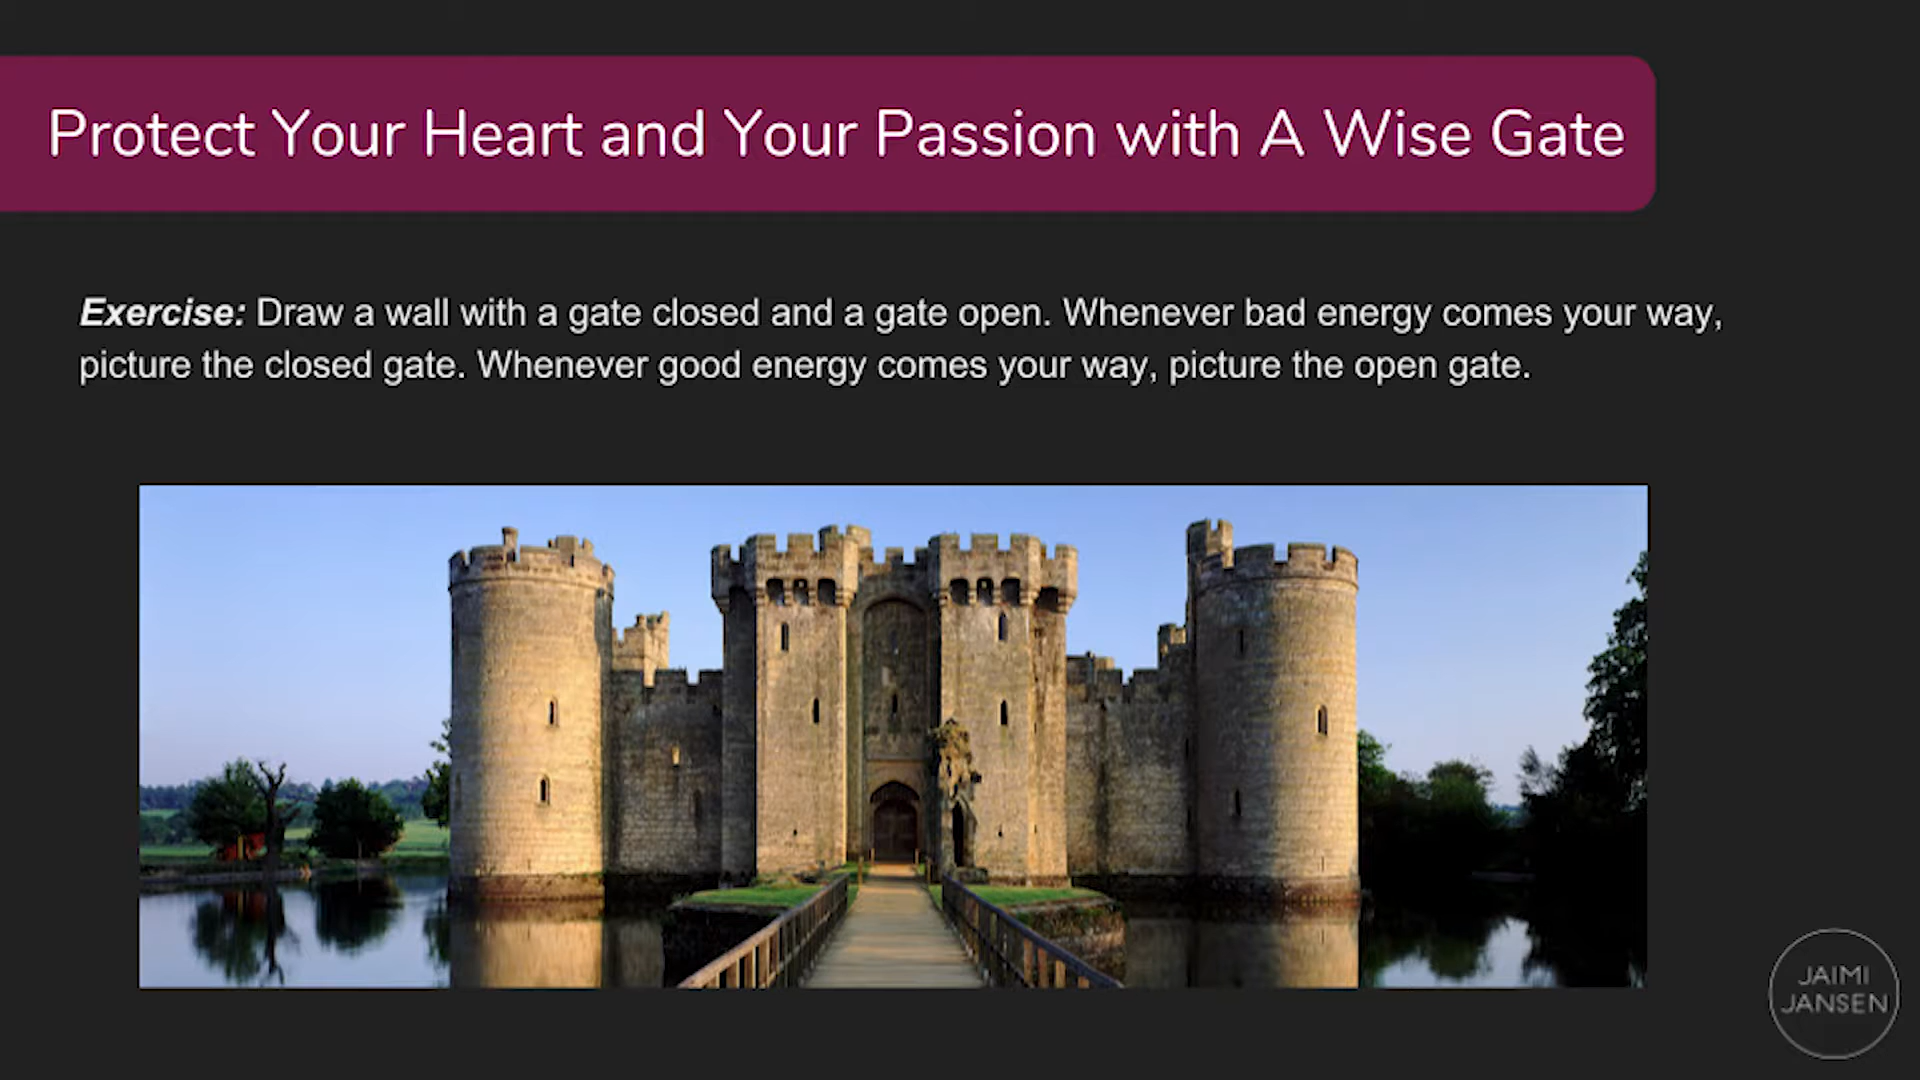 Protect Your Heart and Your Passion with A Wise Gate
Exercise: Draw a wall with a gate closed and a gate open. Whenever bad energy comes your way,
picture the closed gate. Whenever good energy comes your way, picture the open gate.
JAIMI
JANSEN